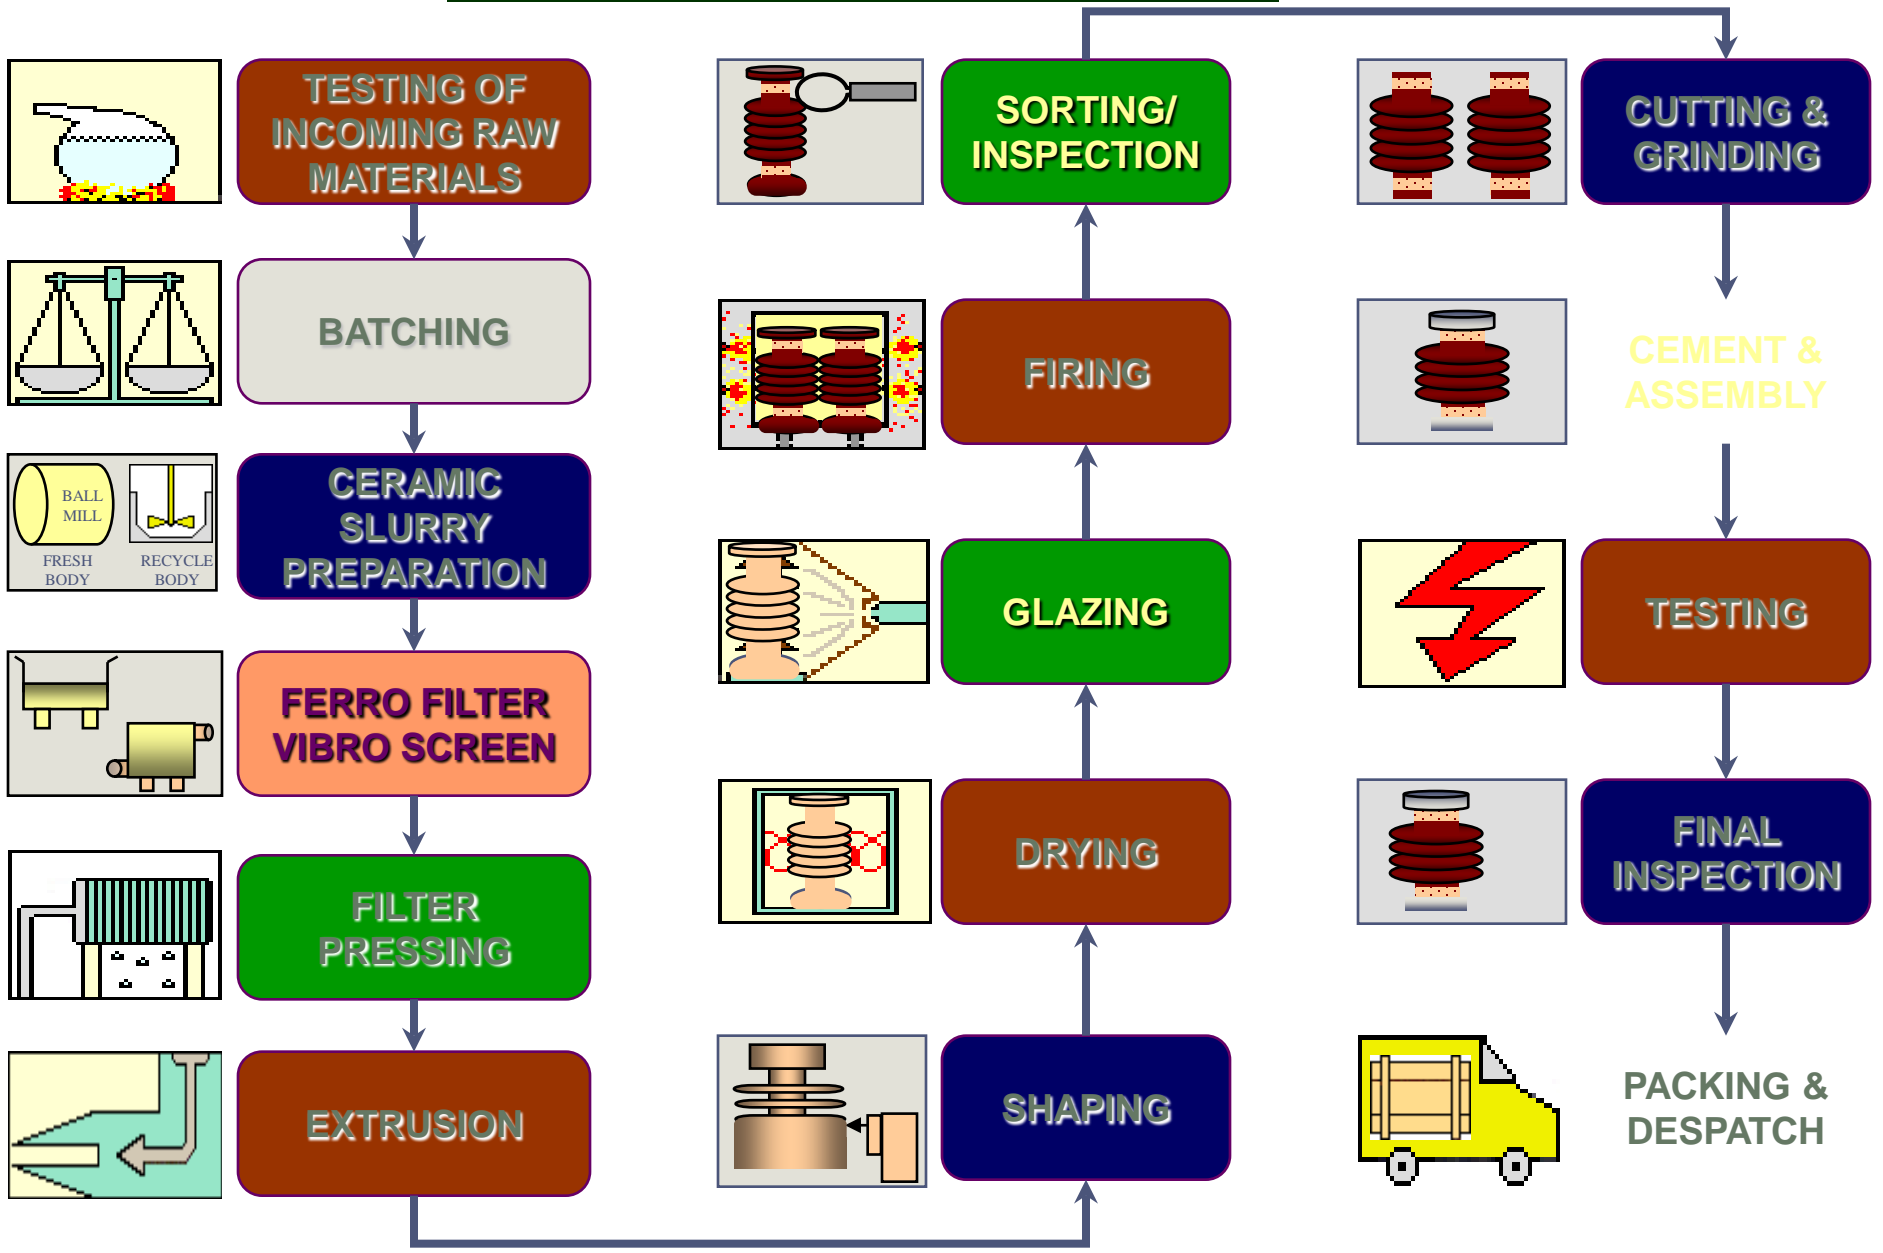 TESTING OF
INCOMING RAW
MATERIALS
BATCHING
BALL
MILL
FRESH
BODY
RECYCLE
BODY
CERAMIC
SLURRY
PREPARATION
FERRO FILTER
VIBRO SCREEN
FILTER
PRESSING
EXTRUSION
SHAPING
DRYING
GLAZING
FIRING
SORTING/
INSPECTION
CUTTING &
GRINDING
CEMENT &
ASSEMBLY
TESTING
FINAL
INSPECTION
PACKING &
DESPATCH